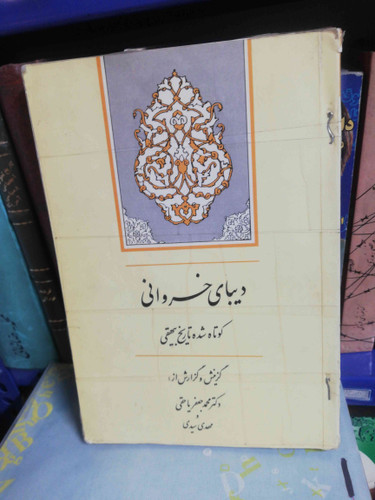 دیبای خسروانی
کوتاه شده تاریخ بیهقی
گزینش و گزارش از:
دکتر محمد جعفر یاحقی
و
مهدی سیدی